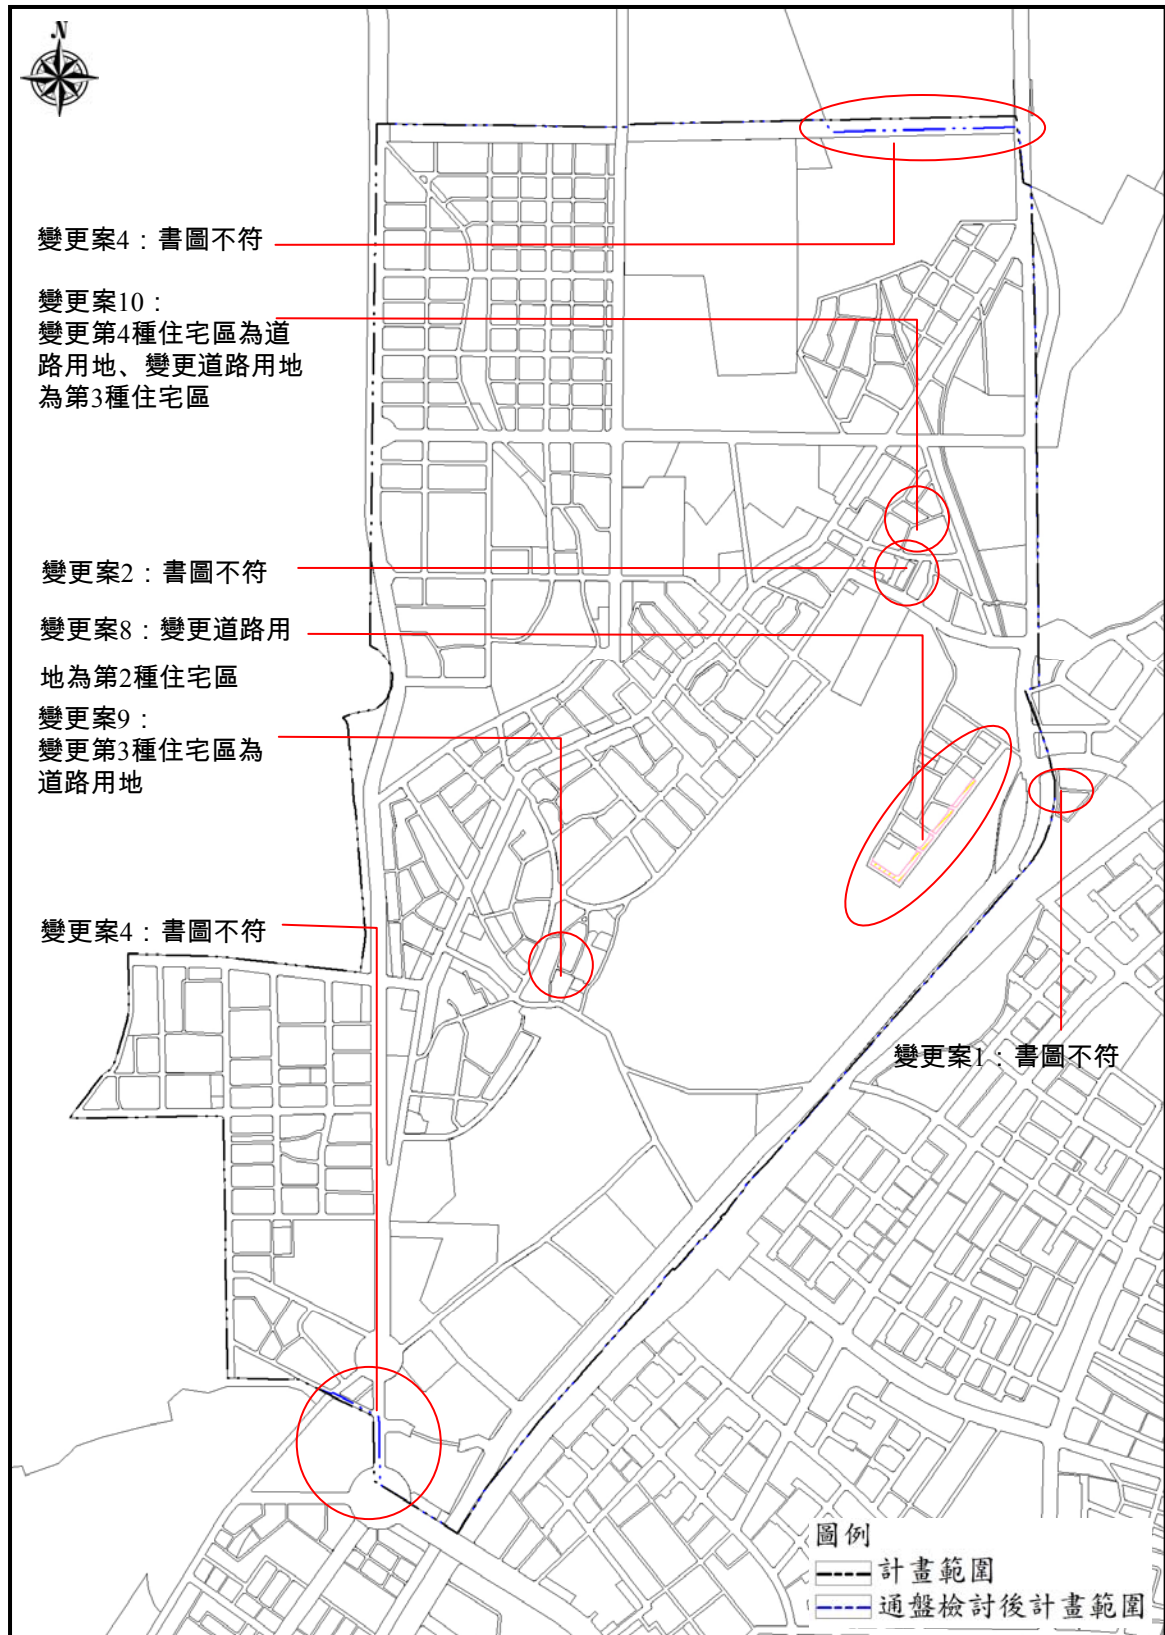 N
變更案4：書圖不符
變更案10：
變更第4種住宅區為道
路用地、變更道路用地
為第3種住宅區
變更案2：書圖不符
變更案8：變更道路用
地為第2種住宅區
變更案9：
變更第3種住宅區為
道路用地
變更案4：書圖不符
變更案1：書圖不符
圖例
計畫範圍
通盤檢討後計畫範圍